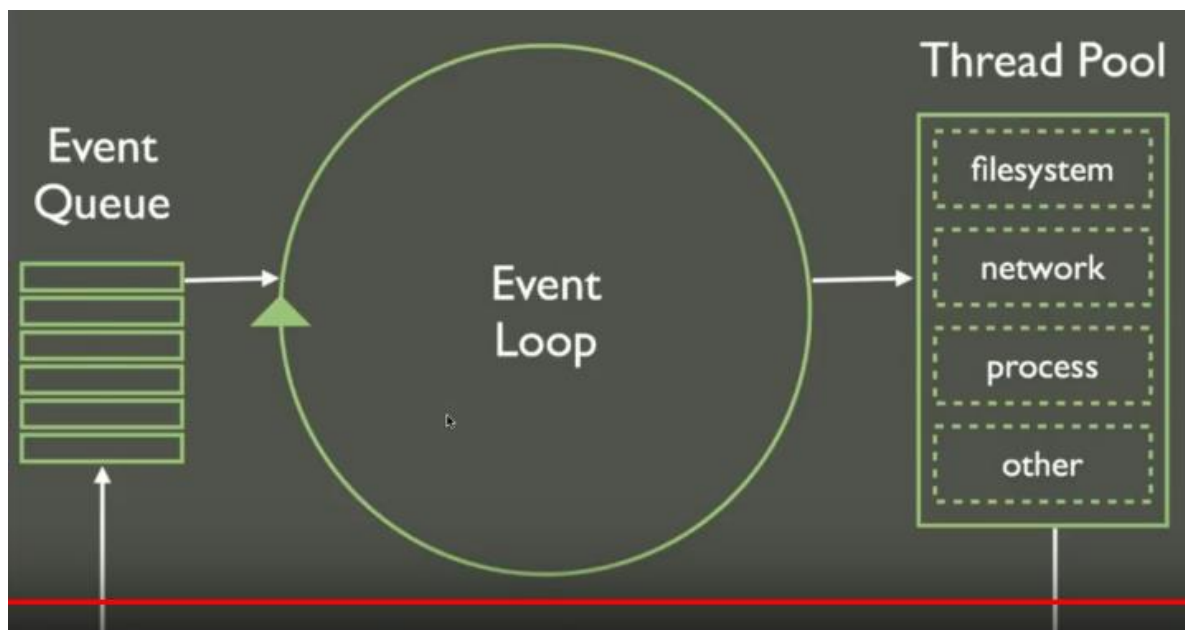 Event
Queue
Event
Loop
Thread Pool
filesystem
network
process
other